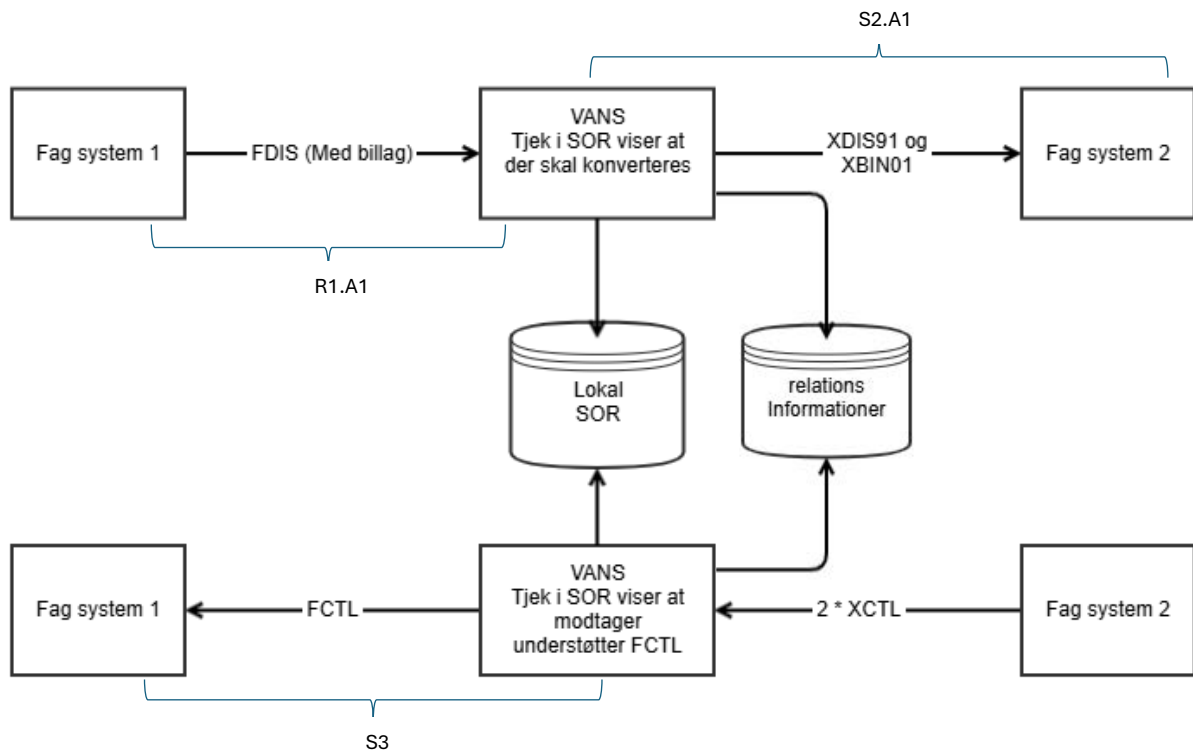 S2.A1
Fag system 1
FDIS (Med billag)
VANS
Tjek i SOR viser at
der skal konverteres
XDIS91 og
XBIN01
Fag system 2
R1.A1
Lokal
SOR
relations
Informationer
Fag system 1
FCTL
VANS
Tjek i SOR viser at
modtager
understøtter FCTL
2 * XCTL
Fag system 2
S3